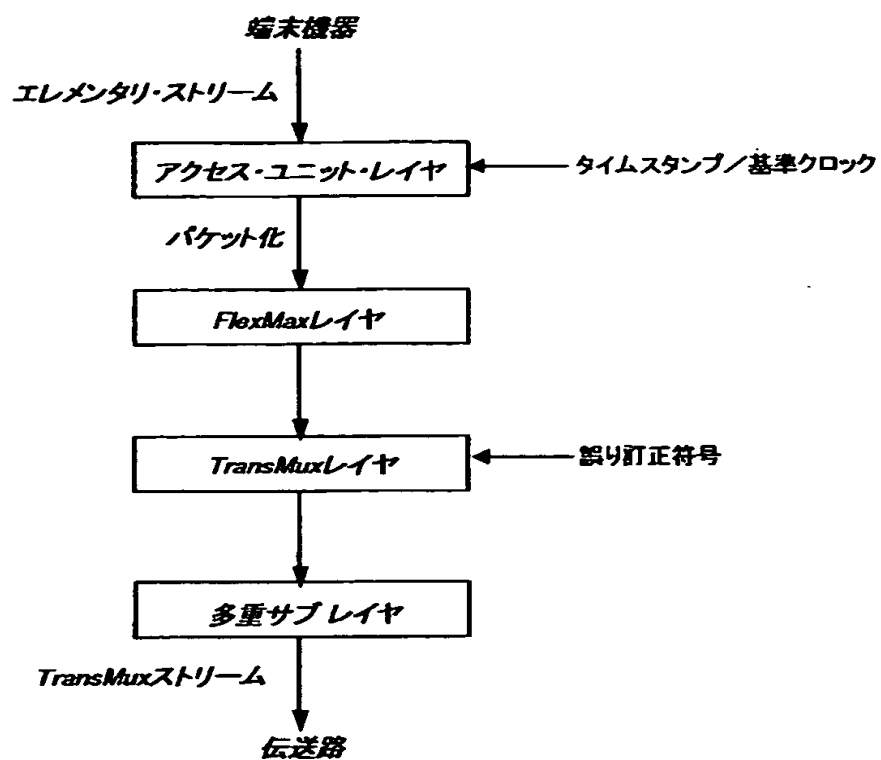 端末機器
エレメンタリ・ストリーム
アクセス・ユニット・レイヤ
タイムスタンプ／基準クロック
パケット化
FlexMaxレイヤ
TransMuxレイヤ
誤り訂正符号
多重サブレイヤ
TransMuxストリーム
伝送路